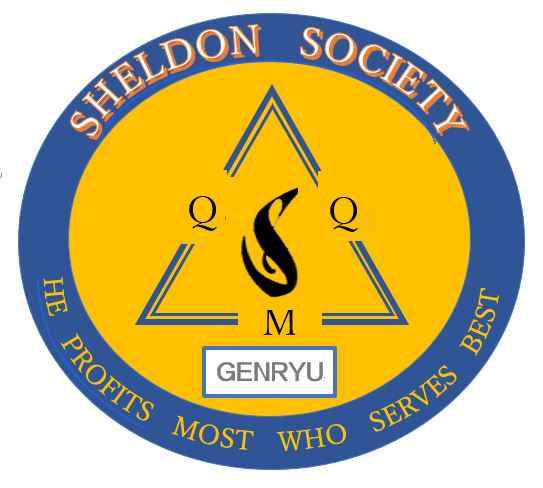 SHELDON SOCIETY
Q Q
S
M
GENRYU
HE PROFITS MOST WHO SERVES BEST